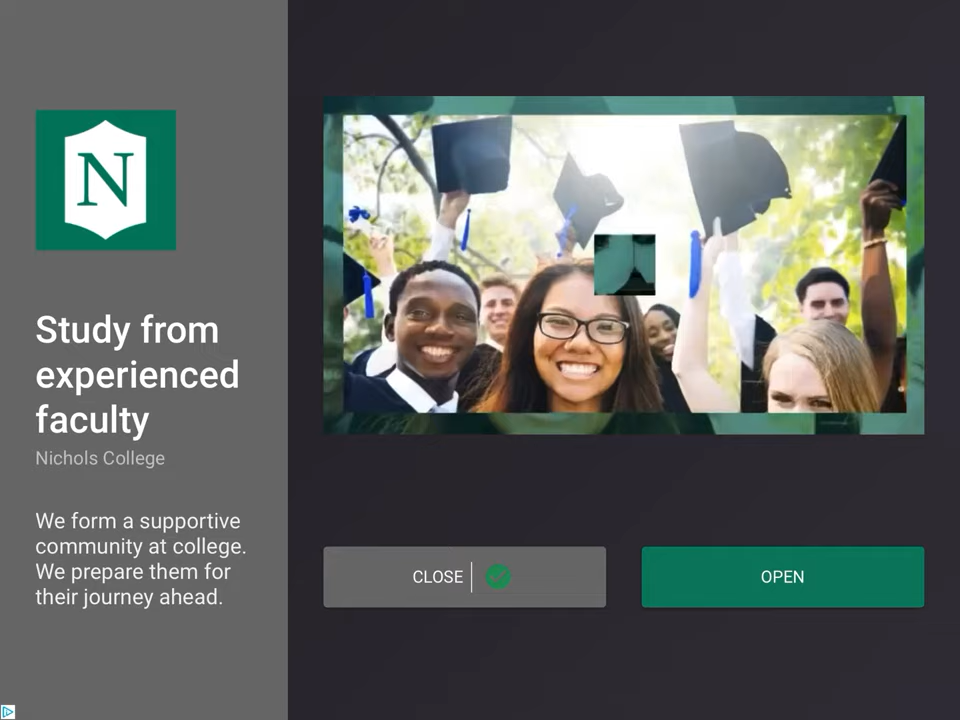 N
Study from
experienced
faculty
Nichols College
We form a supportive
community at college.
We prepare them for
their journey ahead.
CLOSE
OPEN